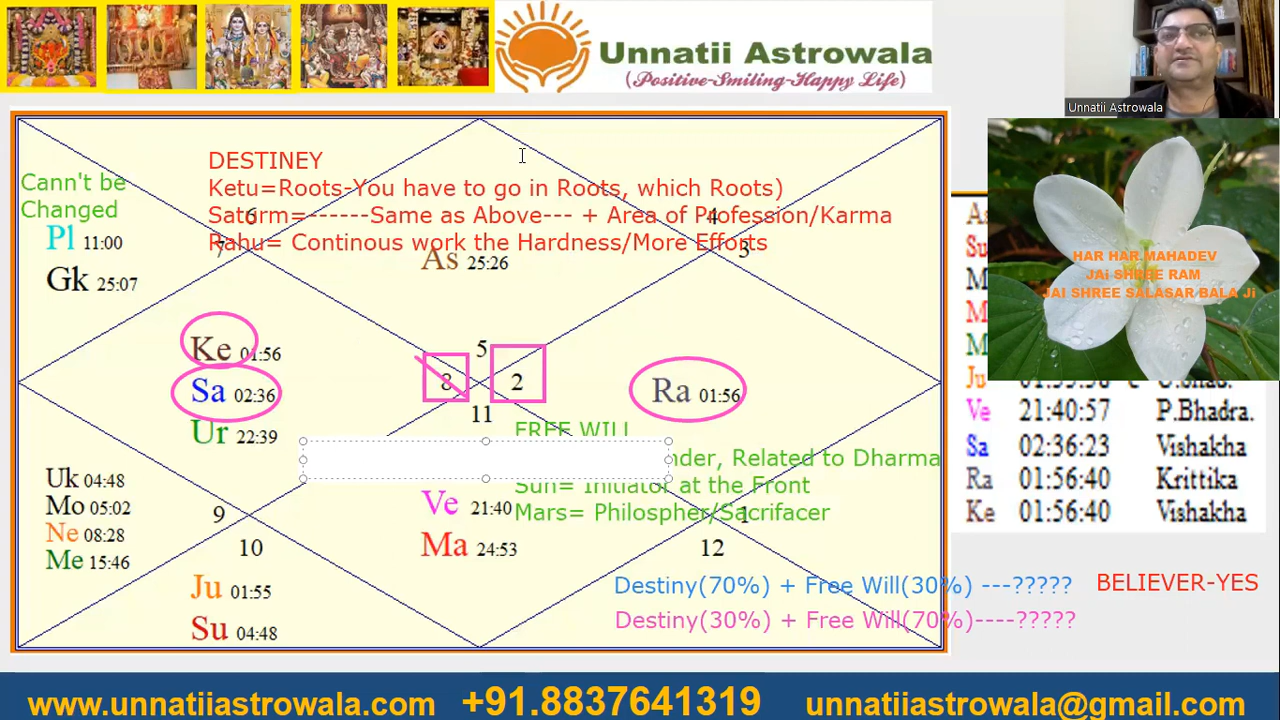 Unnatii Astrowala
(Positive-Smiling-Happy Life)
Unnatii Astrowala
DESTINEY
Ketu=Roots-You have to go in Roots, which Roots)
Saturm=------Same as Above--- + Area of Profession/Karma
Rahu= Continous work the Hardness/More Efforts
Cann't be
Changed
Pl 11:00
Gk 25:07
6
7
4
3
As 25:26
HAR HAR MAHADEV
JAi SHREE RAM
JAI SHREE SALASAR BALA Ji
Ke 01:56
Sa 02:36
Ur 22:39
5
8
2
11
Ra 01:56
FREE WILL
nder, Related to Dharma
Sun= Initiator at the Front
Mars= Philospher/Sacrifacer
Uk 04:48
Mo 05:02
Ne 08:28
Me 15:46
9
10
Ve 21:40
Ma 24:53
1
12
Ju 01:55
Su 04:48
Destiny(70%) + Free Will(30%) ---?????
BELIEVER-YES
Destiny(30%) + Free Will(70%)----?????
As
Su
M
M
M
Ve 21:40:57 P.Bhadra.
Sa 02:36:23 Vishakha
Ra 01:56:40 Krittika
Ke 01:56:40 Vishakha
www.unnatiiastrowala.com +91.8837641319 unnatiiastrowala@gmail.com